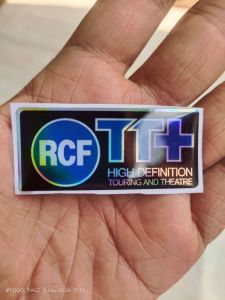 RCF
TT+
HIGH DEFINITION
TOURING AND THEATRE